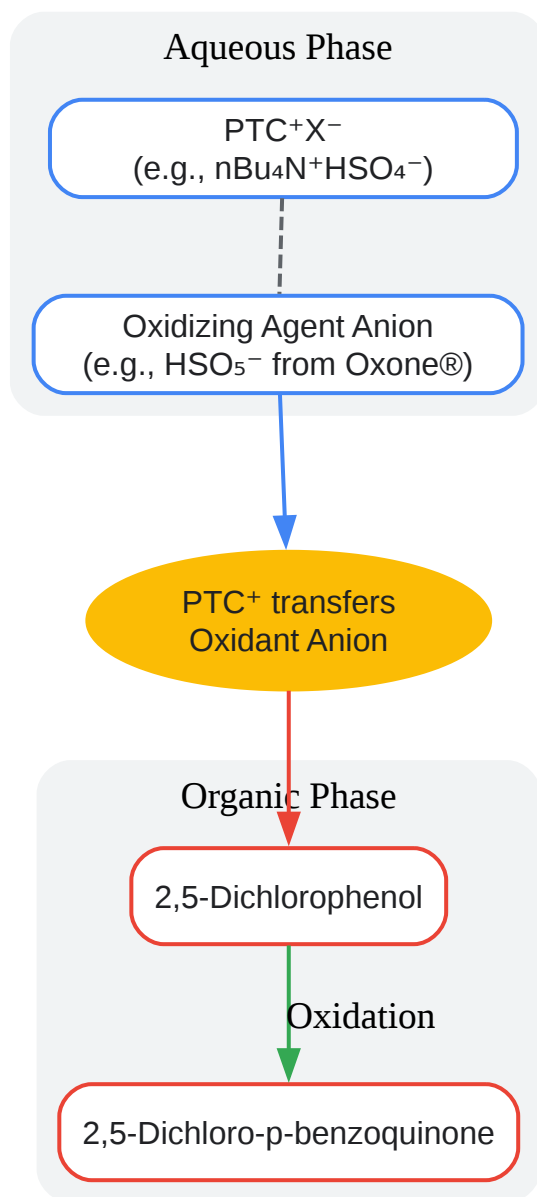 Aqueous Phase
PTC⁺X⁻
(e.g., nBu₄N⁺HSO₄⁻)
Oxidizing Agent Anion
(e.g., HSO₅⁻ from Oxone®)
PTC⁺ transfers
Oxidant Anion
Organic Phase
2,5-Dichlorophenol
Oxidation
2,5-Dichloro-p-benzoquinone